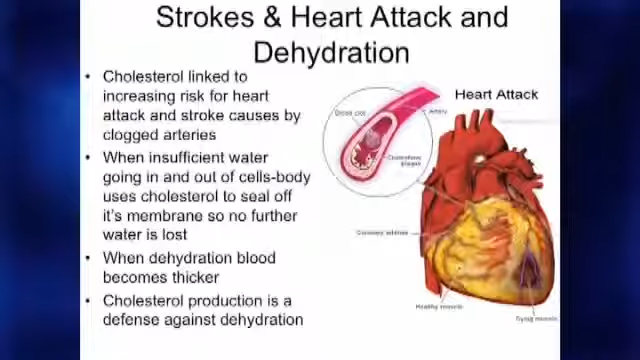 Strokes & Heart Attack and
Dehydration
• Cholesterol linked to
increasing risk for heart
attack and stroke causes by
clogged arteries
• When insufficient water
going in and out of cells-body
uses cholesterol to seal off
it's membrane so no further
water is lost
• When dehydration blood
becomes thicker
• Cholesterol production is a
defense against dehydration
Heart Attack
Blood clot
Artery
Cholesterol
plaque
Coronary arteries
Healthy muscle
Dying muscle